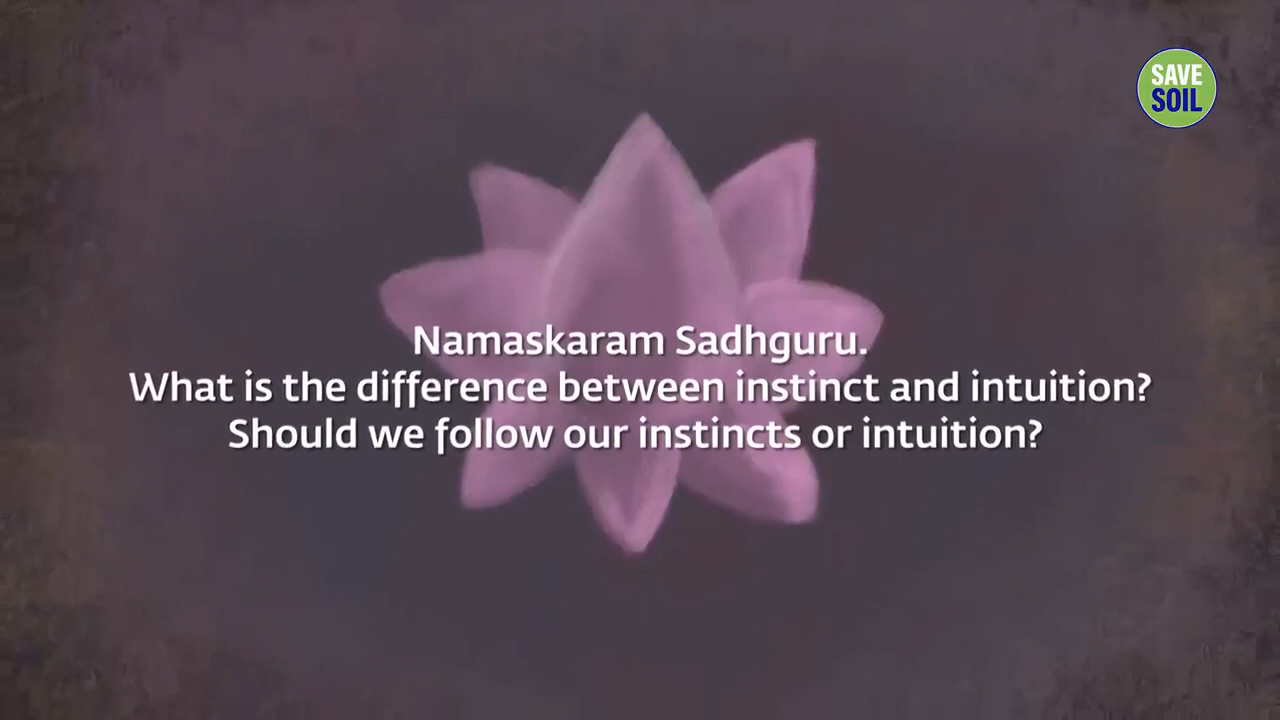 SAVE
SOIL
Namaskaram Sadhguru.
What is the difference between instinct and intuition?
Should we follow our instincts or intuition?